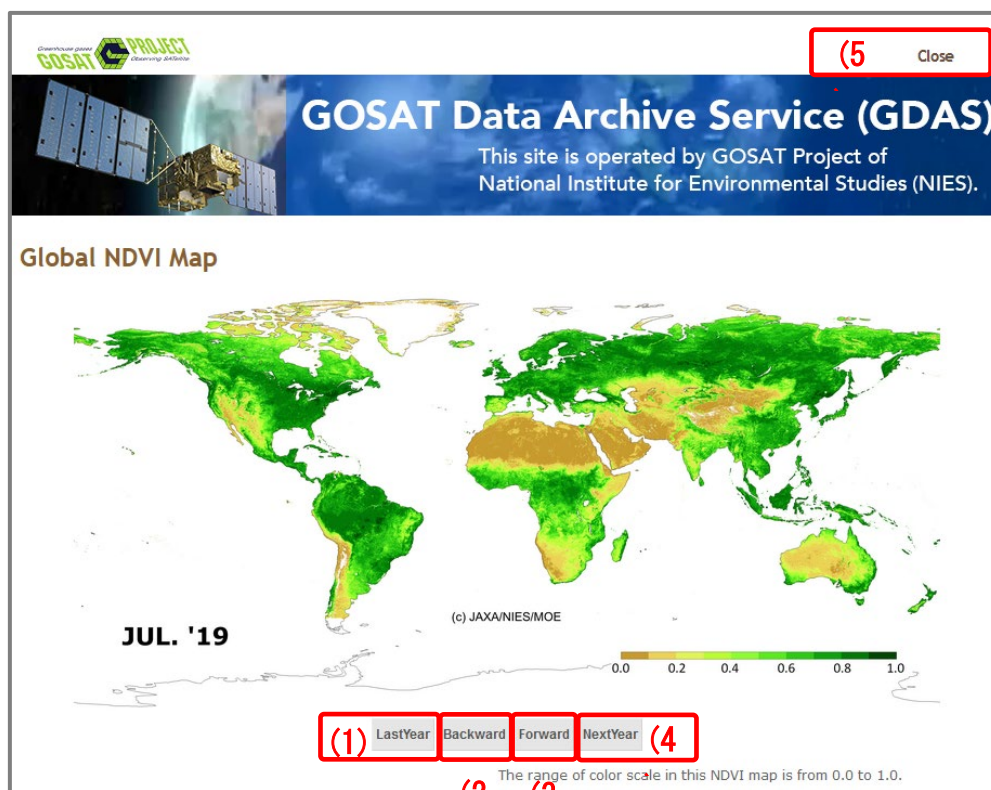 Greenhouse gases
GOSAT PROJECT
Observing SATellite
(5 Close
GOSAT Data Archive Service (GDAS)
This site is operated by GOSAT Project of
National Institute for Environmental Studies (NIES).
Global NDVI Map
(c) JAXA/NIES/MOE
JUL. '19
0.0 0.2 0.4 0.6 0.8 1.0
(1) LastYear Backward Forward NextYear (4
The range of color scale in this NDVI map is from 0.0 to 1.0.